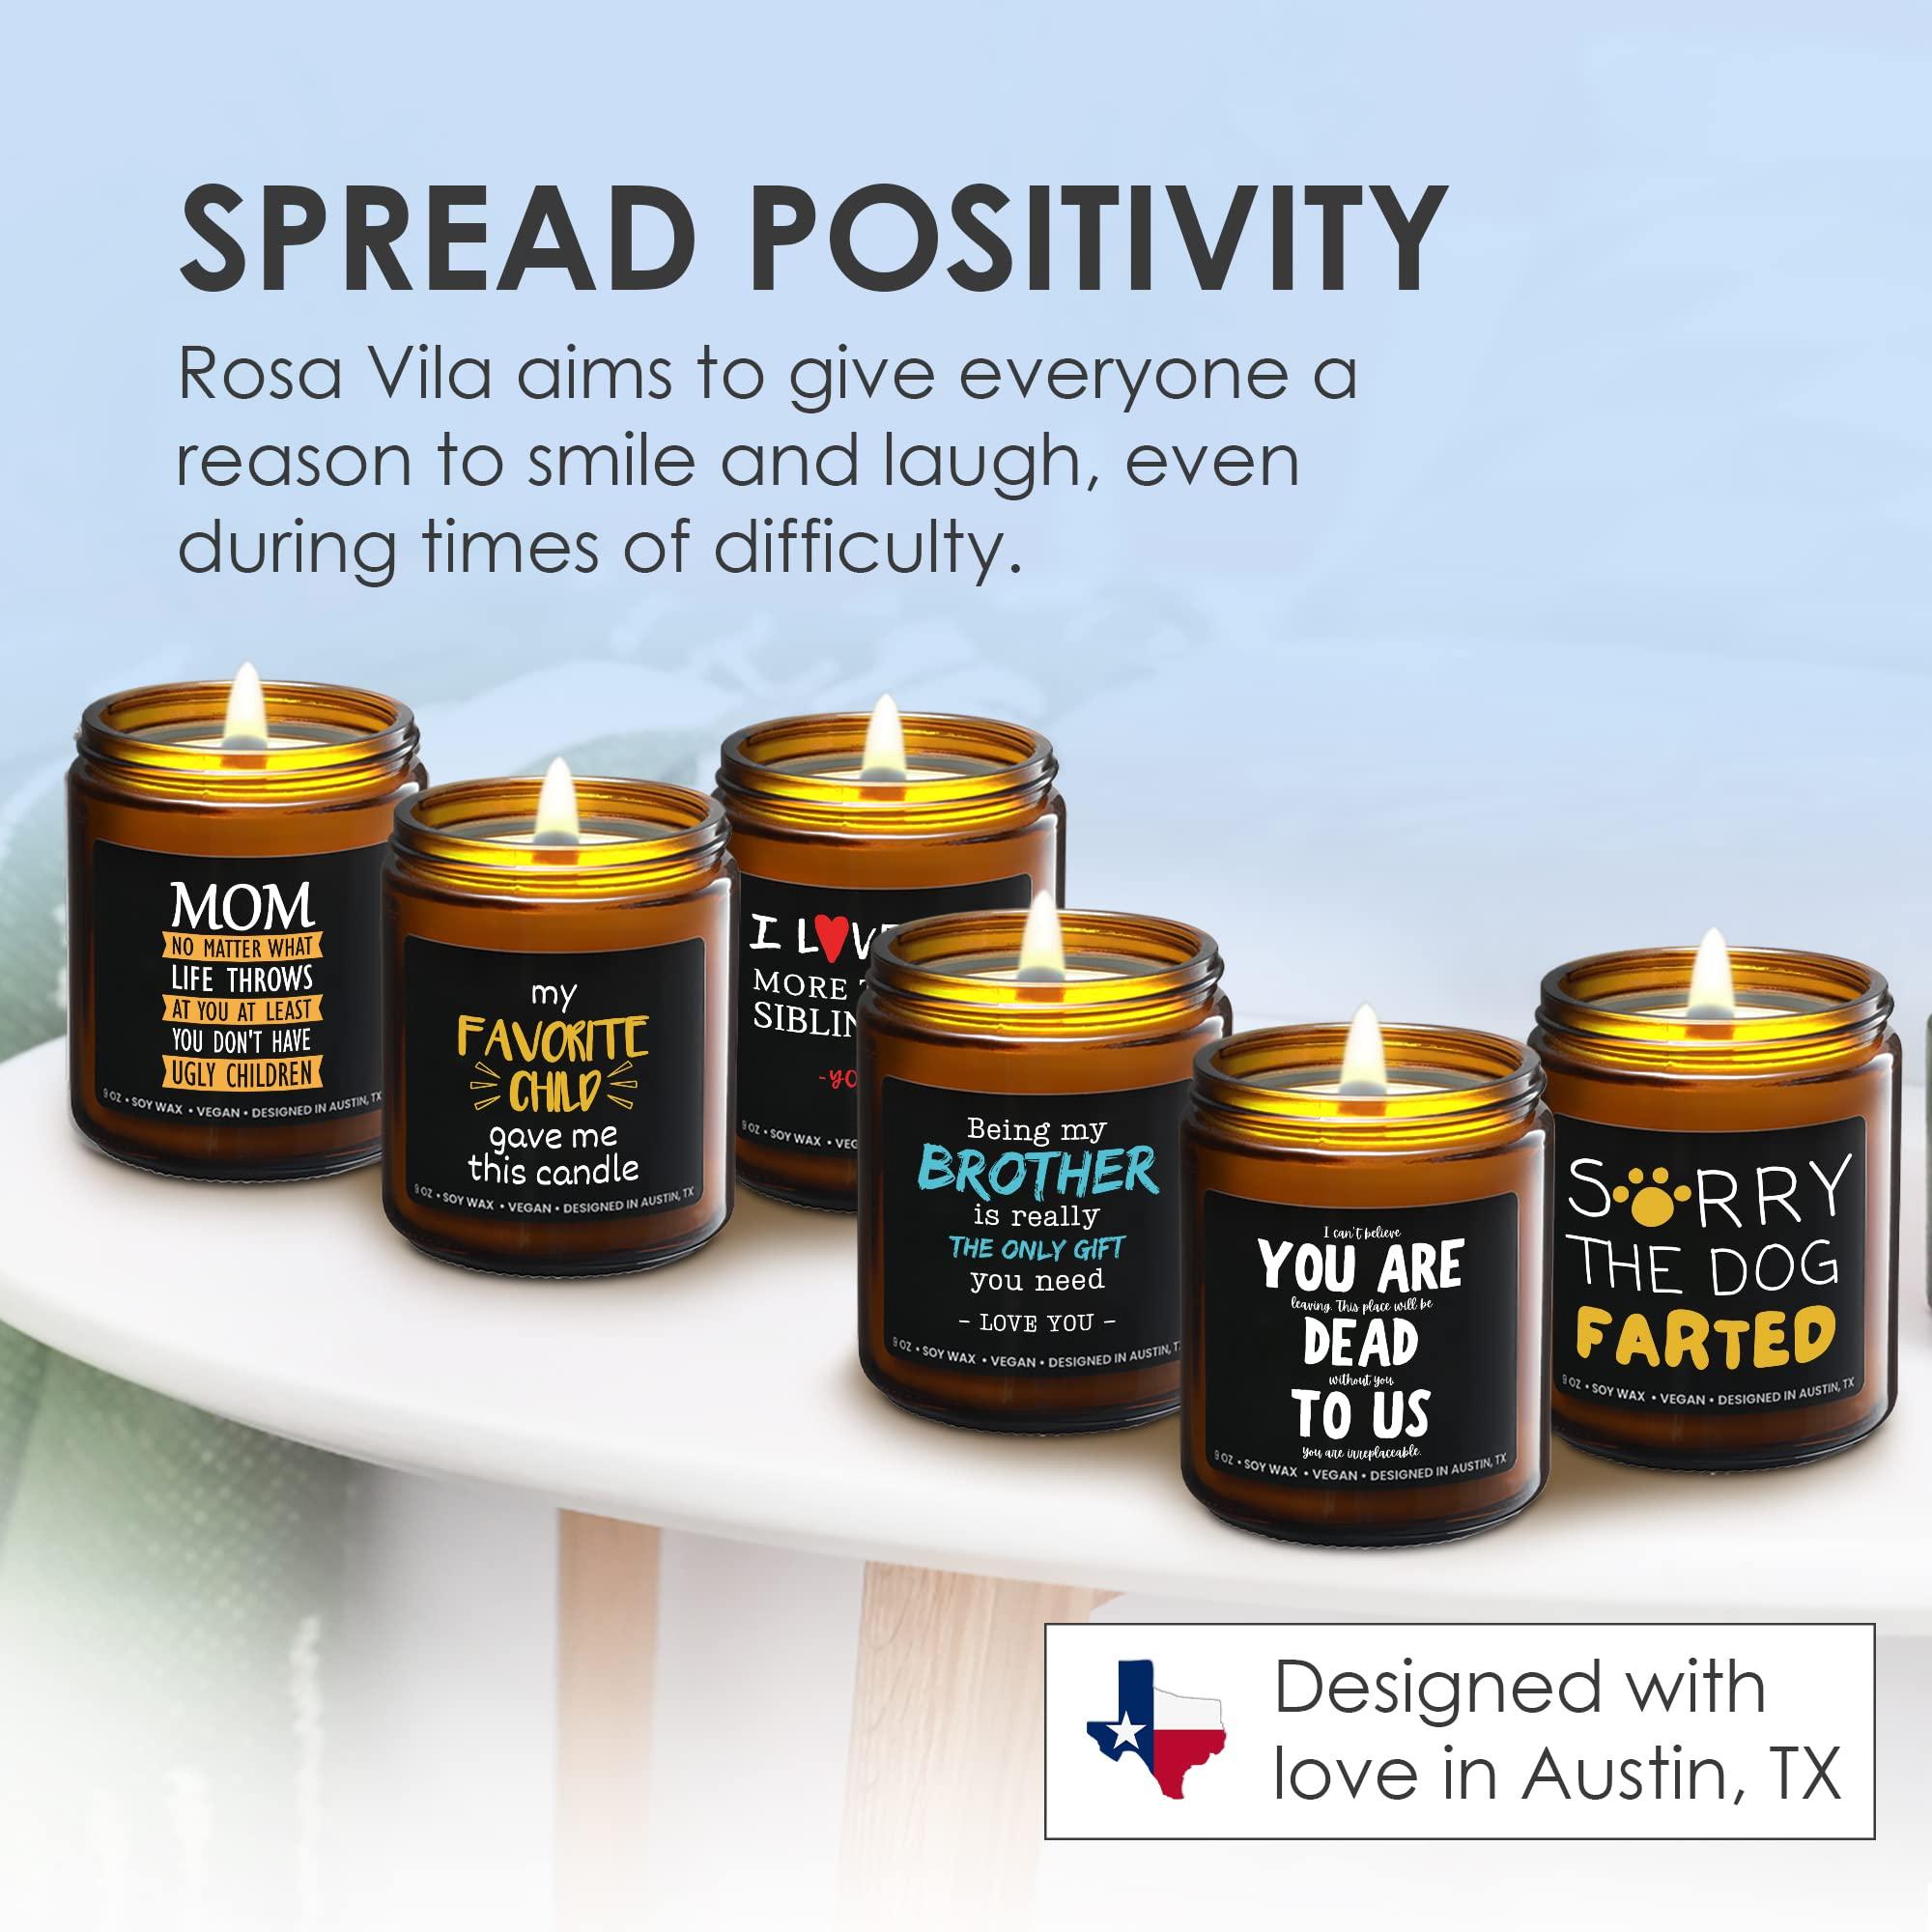 SPREAD POSITIVITY
Rosa Vila aims to give everyone a
reason to smile and laugh, even
during times of difficulty.
MOM
NO MATTER WHAT
LIFE THROWS
AT YOU AT LEAST
YOU DON'T HAVE
UGLY CHILDREN
9 OZ • SOY WAX • VEGAN • DESIGNED IN AUSTIN, TX
my
FAVORITE
CHILD
gave me
this candle
9 OZ • SOY WAX • VEGAN • DESIGNED IN AUSTIN, TX
I
MORE
9 OZ • SOY WAX •
Being my
BROTHER
is really
THE ONLY GIFT
you need
- LOVE YOU -
9 OZ • SOY WAX • VEGAN • DESIGNED IN AUSTIN,
I can't believe
YOU ARE
leaving. This place will be
DEAD
without you.
TO US
You are irreplaceable.
9 OZ • SOY WAX • VEGAN • DESIGNED IN AUSTIN, TX
SORRY
THE DOG
FARTED
9 OZ • SOY WAX • VEGAN • DESIGNED IN AUSTIN, TX
Designed with
love in Austin, TX